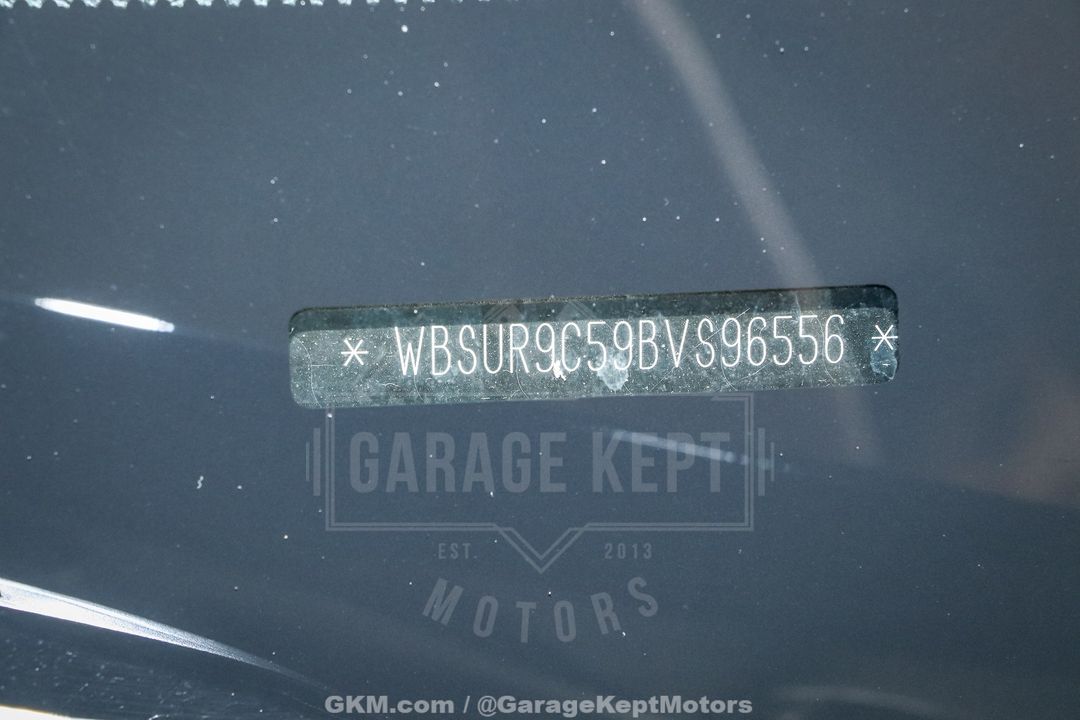 * WBSUR9C59BVS96556 *
GARAGE KEPT
EST. 2013
MOTORS
GKM.com / @GarageKeptMotors